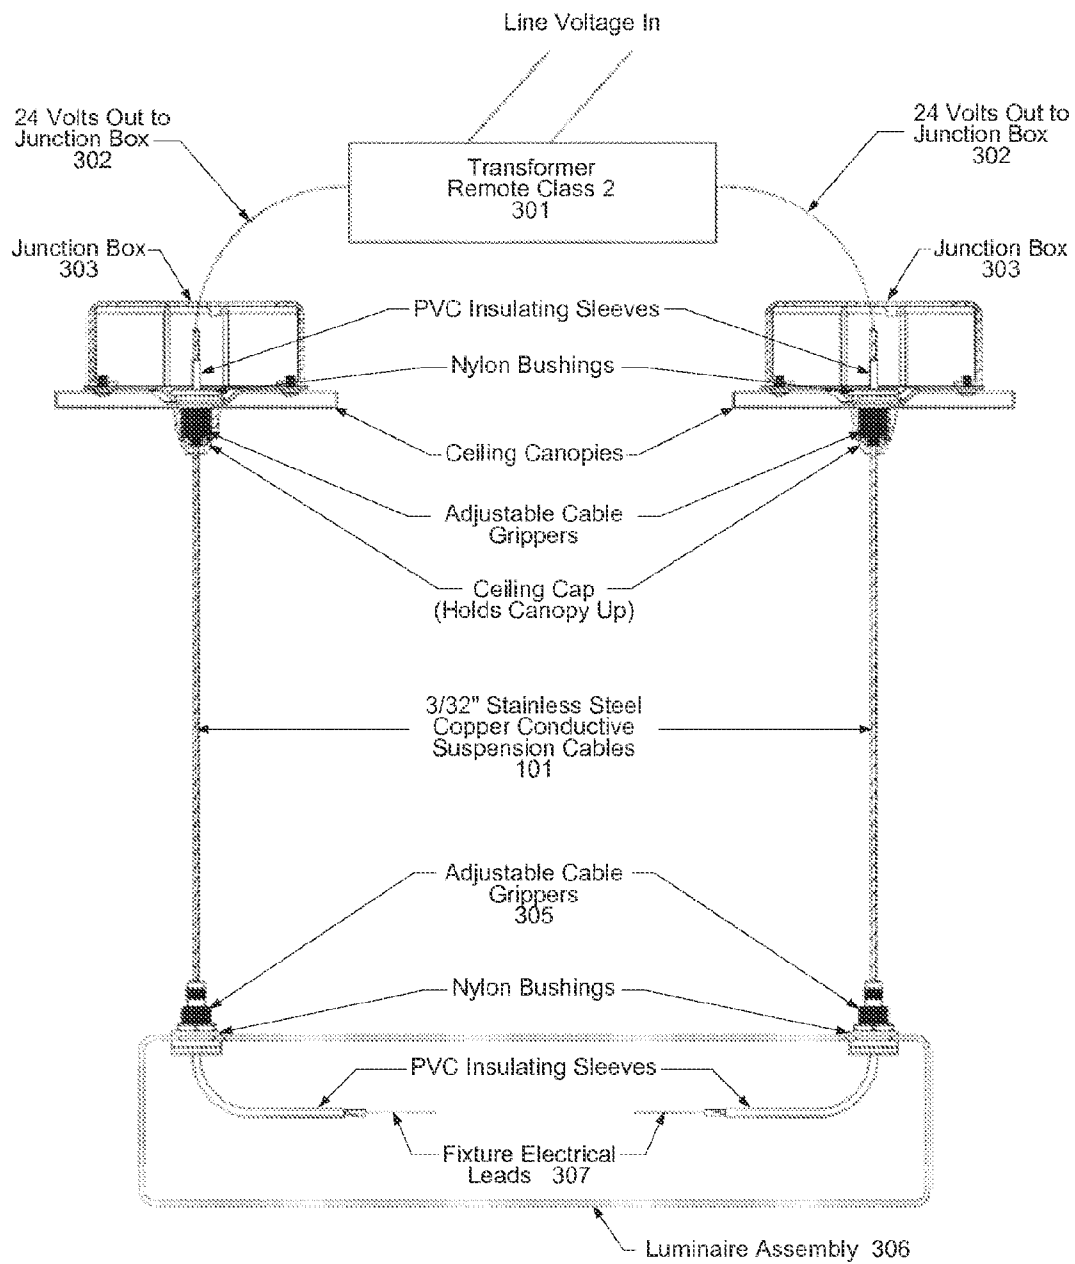 Line Voltage In
24 Volts Out to
Junction Box
302
24 Volts Out to
Junction Box
302
Transformer
Remote Class 2
301
Junction Box
303
Junction Box
303
PVC Insulating Sleeves
Nylon Bushings
Ceiling Canopies
Adjustable Cable
Grippers
Ceiling Cap
(Holds Canopy Up)
3/32" Stainless Steel
Copper Conductive
Suspension Cables
101
Adjustable Cable
Grippers
305
Nylon Bushings
PVC Insulating Sleeves
Fixture Electrical
Leads 307
Luminaire Assembly 306